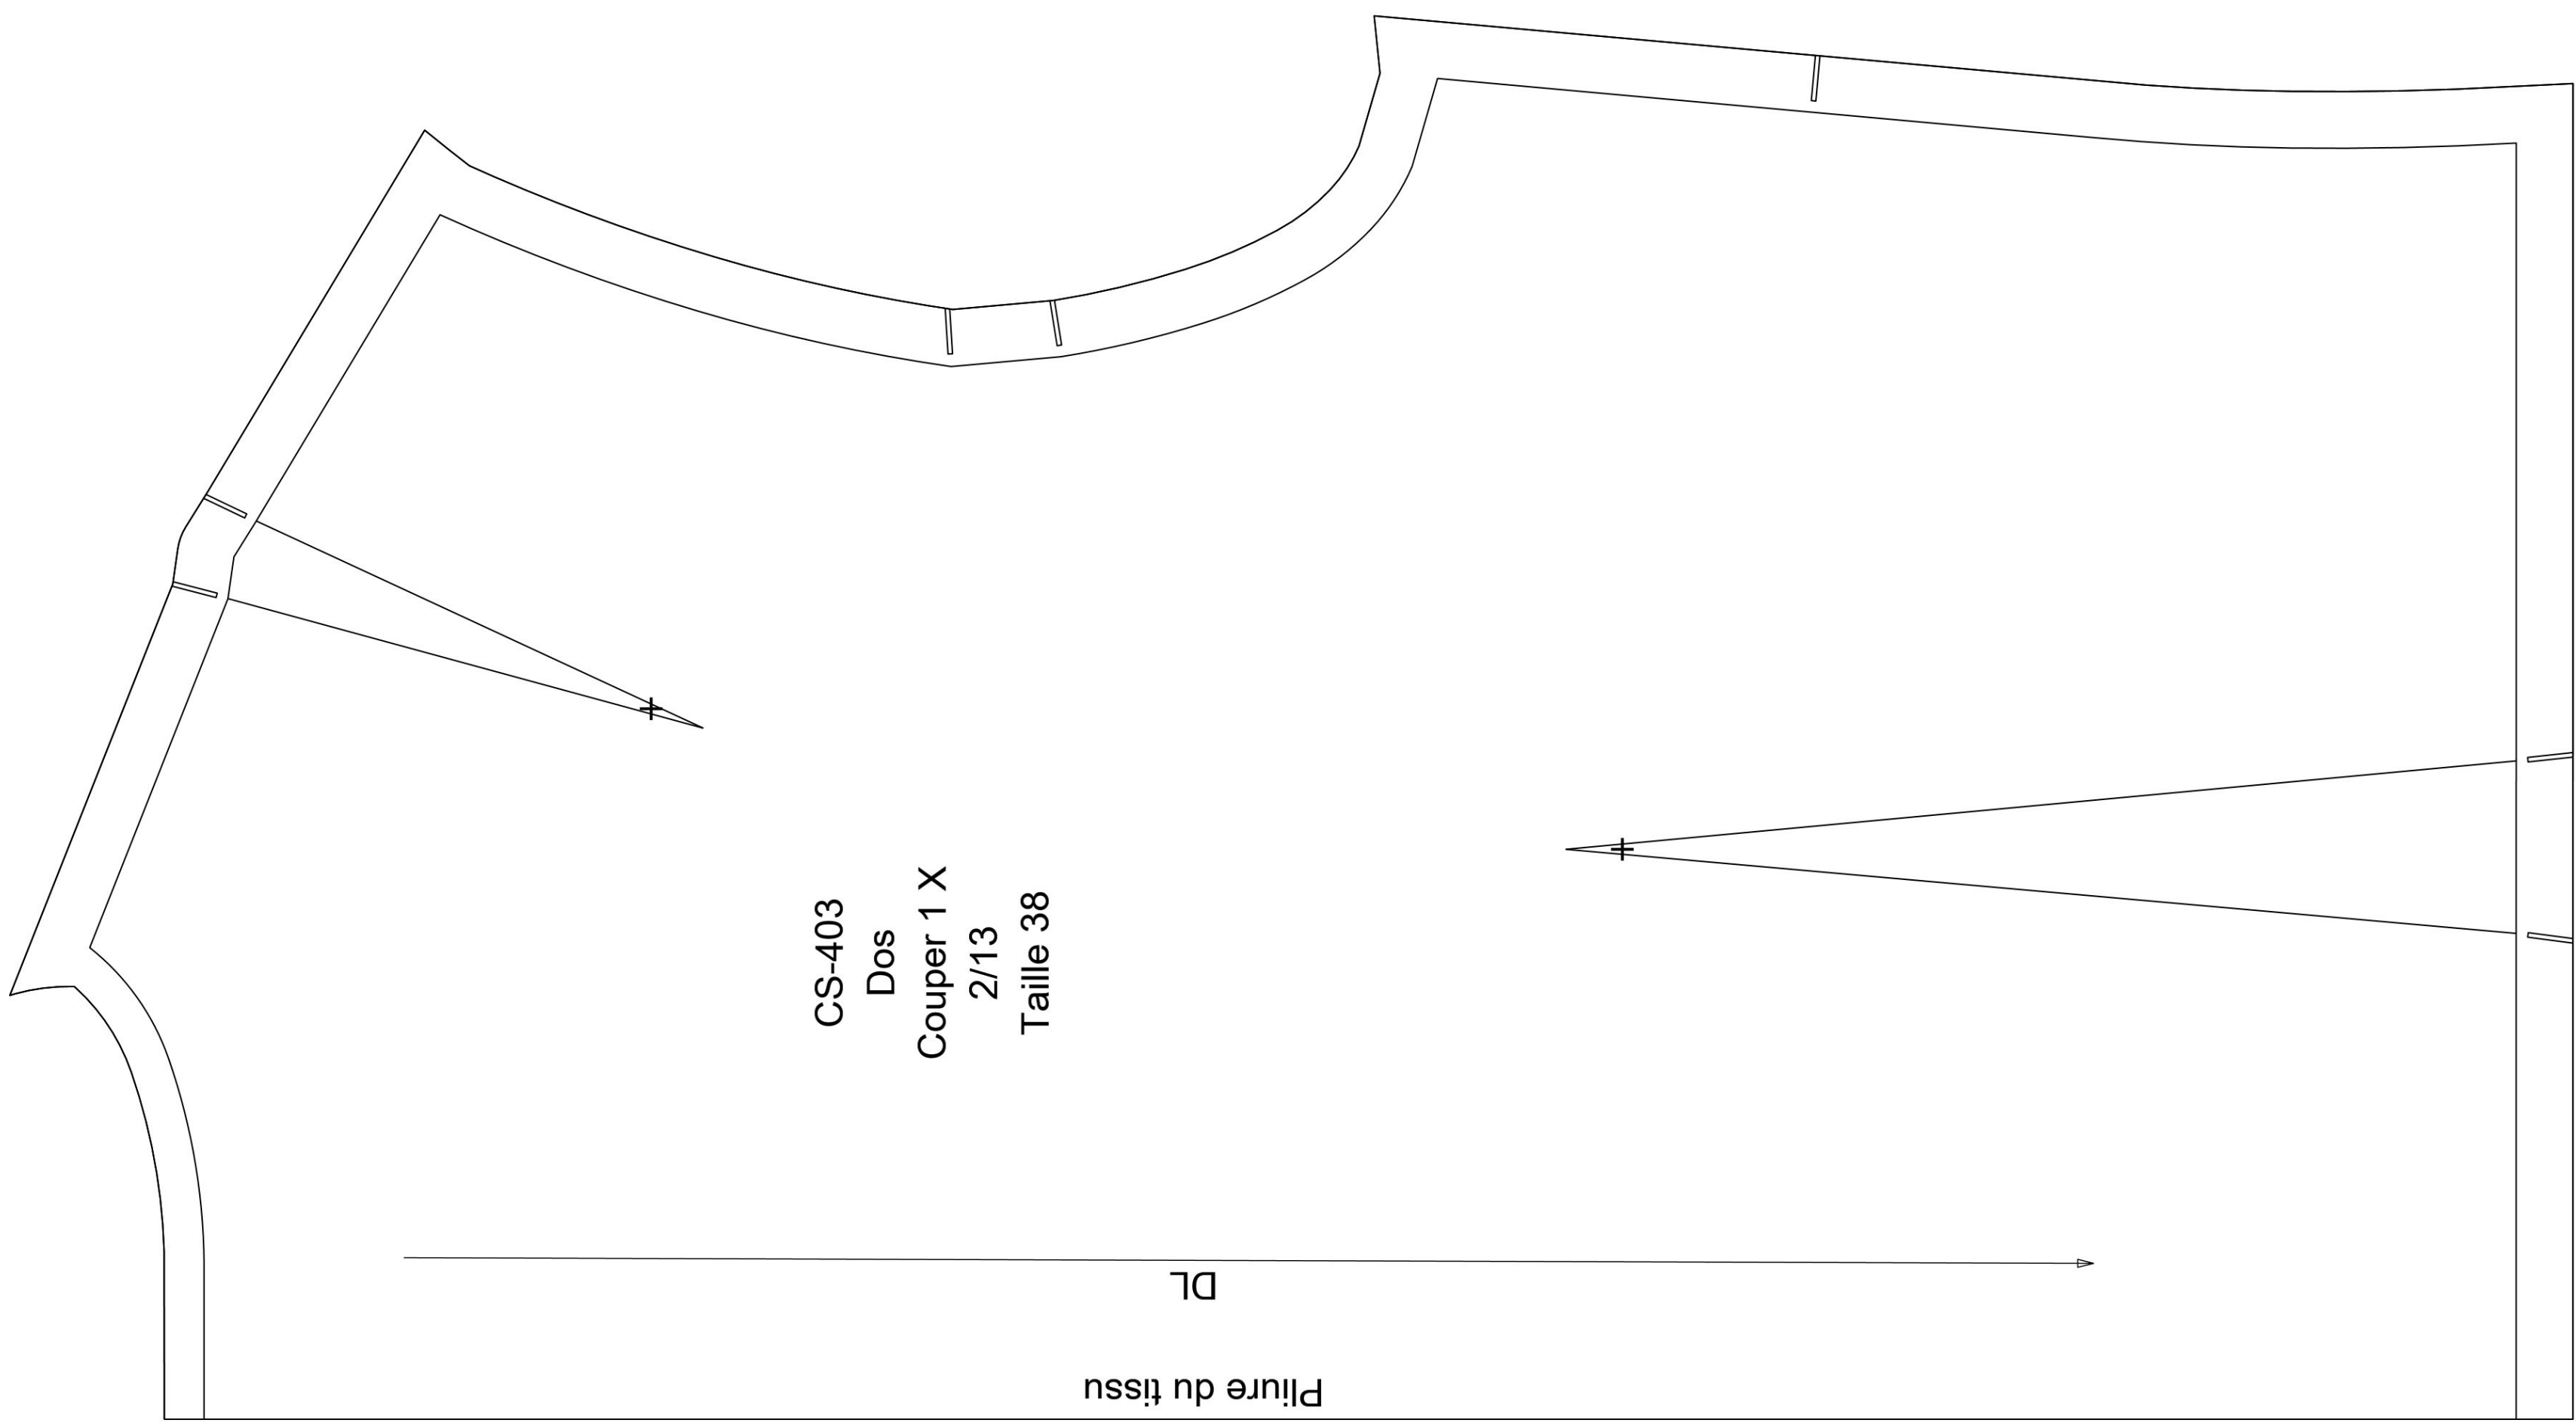 CS-403
Dos
Couper 1 X
2/13
Taille 38
DL
Pliure du tissu